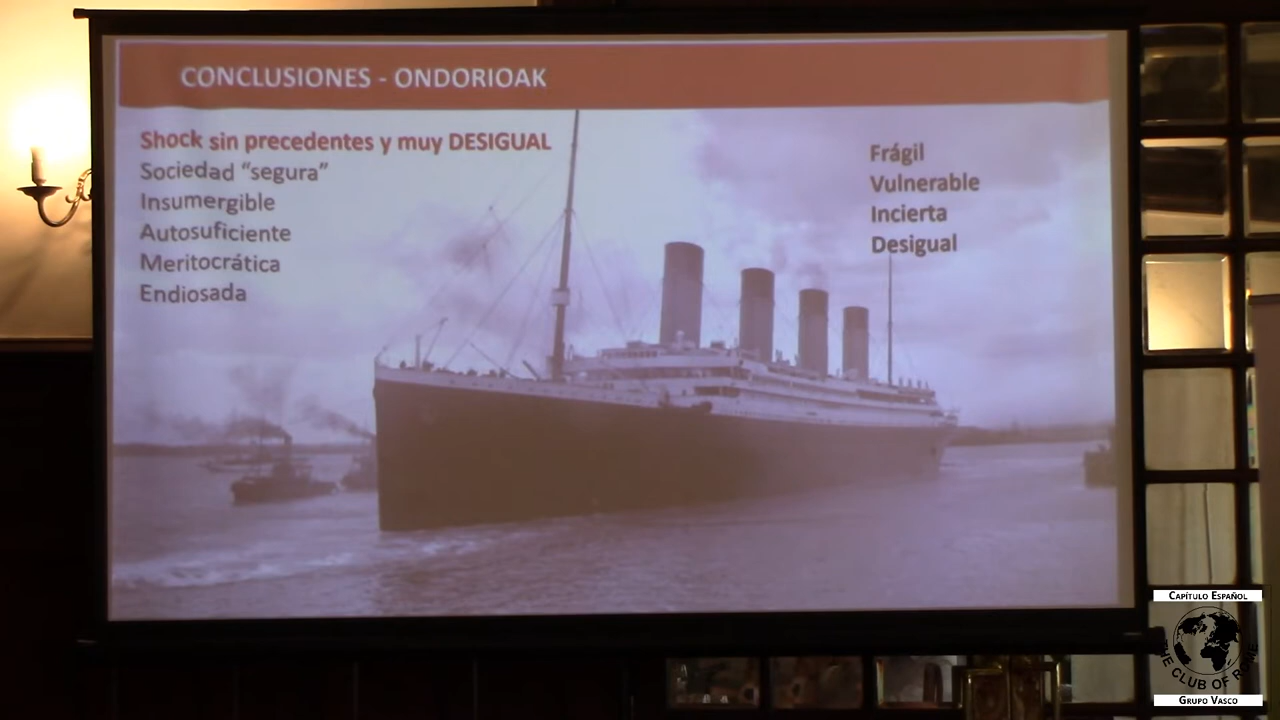 CONCLUSIONES - ONDORIOAK
Shock sin precedentes y muy DESIGUAL
Sociedad “segura”
Insumergible
Autosuficiente
Meritocrática
Endiosada
Frágil
Vulnerable
Incierta
Desigual
CAPÍTULO ESPAÑOL
THE CLUB OF ROME
GRUPO VASCO